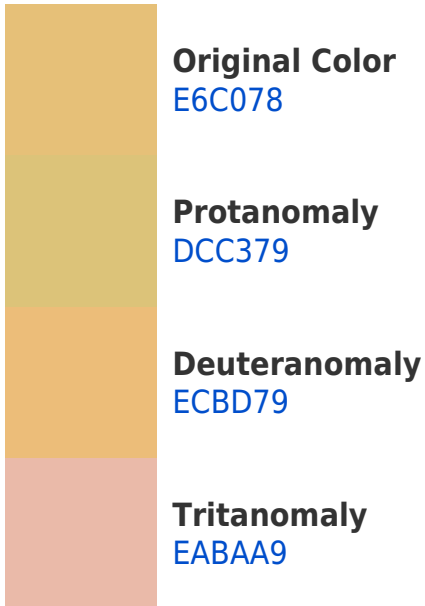 Original Color
E6C078
Protanomaly
DCC379
Deuteranomaly
ECBD79
Tritanomaly
EABAA9